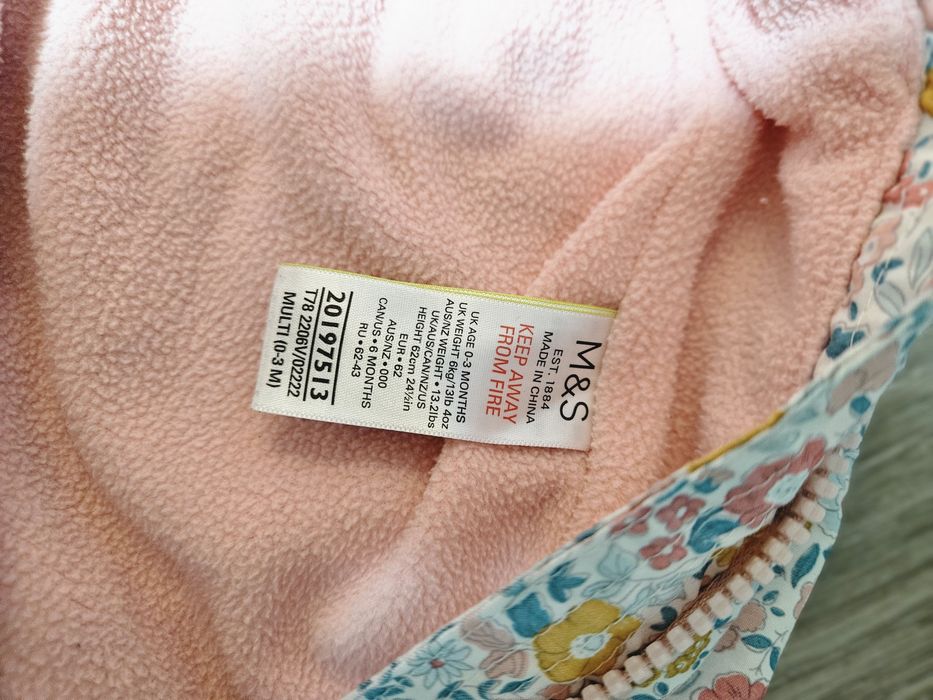 M&S
EST. 1884
MADE IN CHINA
KEEP AWAY
FROM FIRE
UK AGE 0-3 MONTHS
UK WEIGHT 6kg/13lb 4oz
AUS/NZ WEIGHT • 13.2lbs
UK/AUS/CAN/NZ/US
HEIGHT 62cm 24½in
EUR • 62
AUS/NZ • 000
CAN/US • 6 MONTHS
RU • 62-43
20197513
T78 2206V/02222
MULTI (0-3 M)